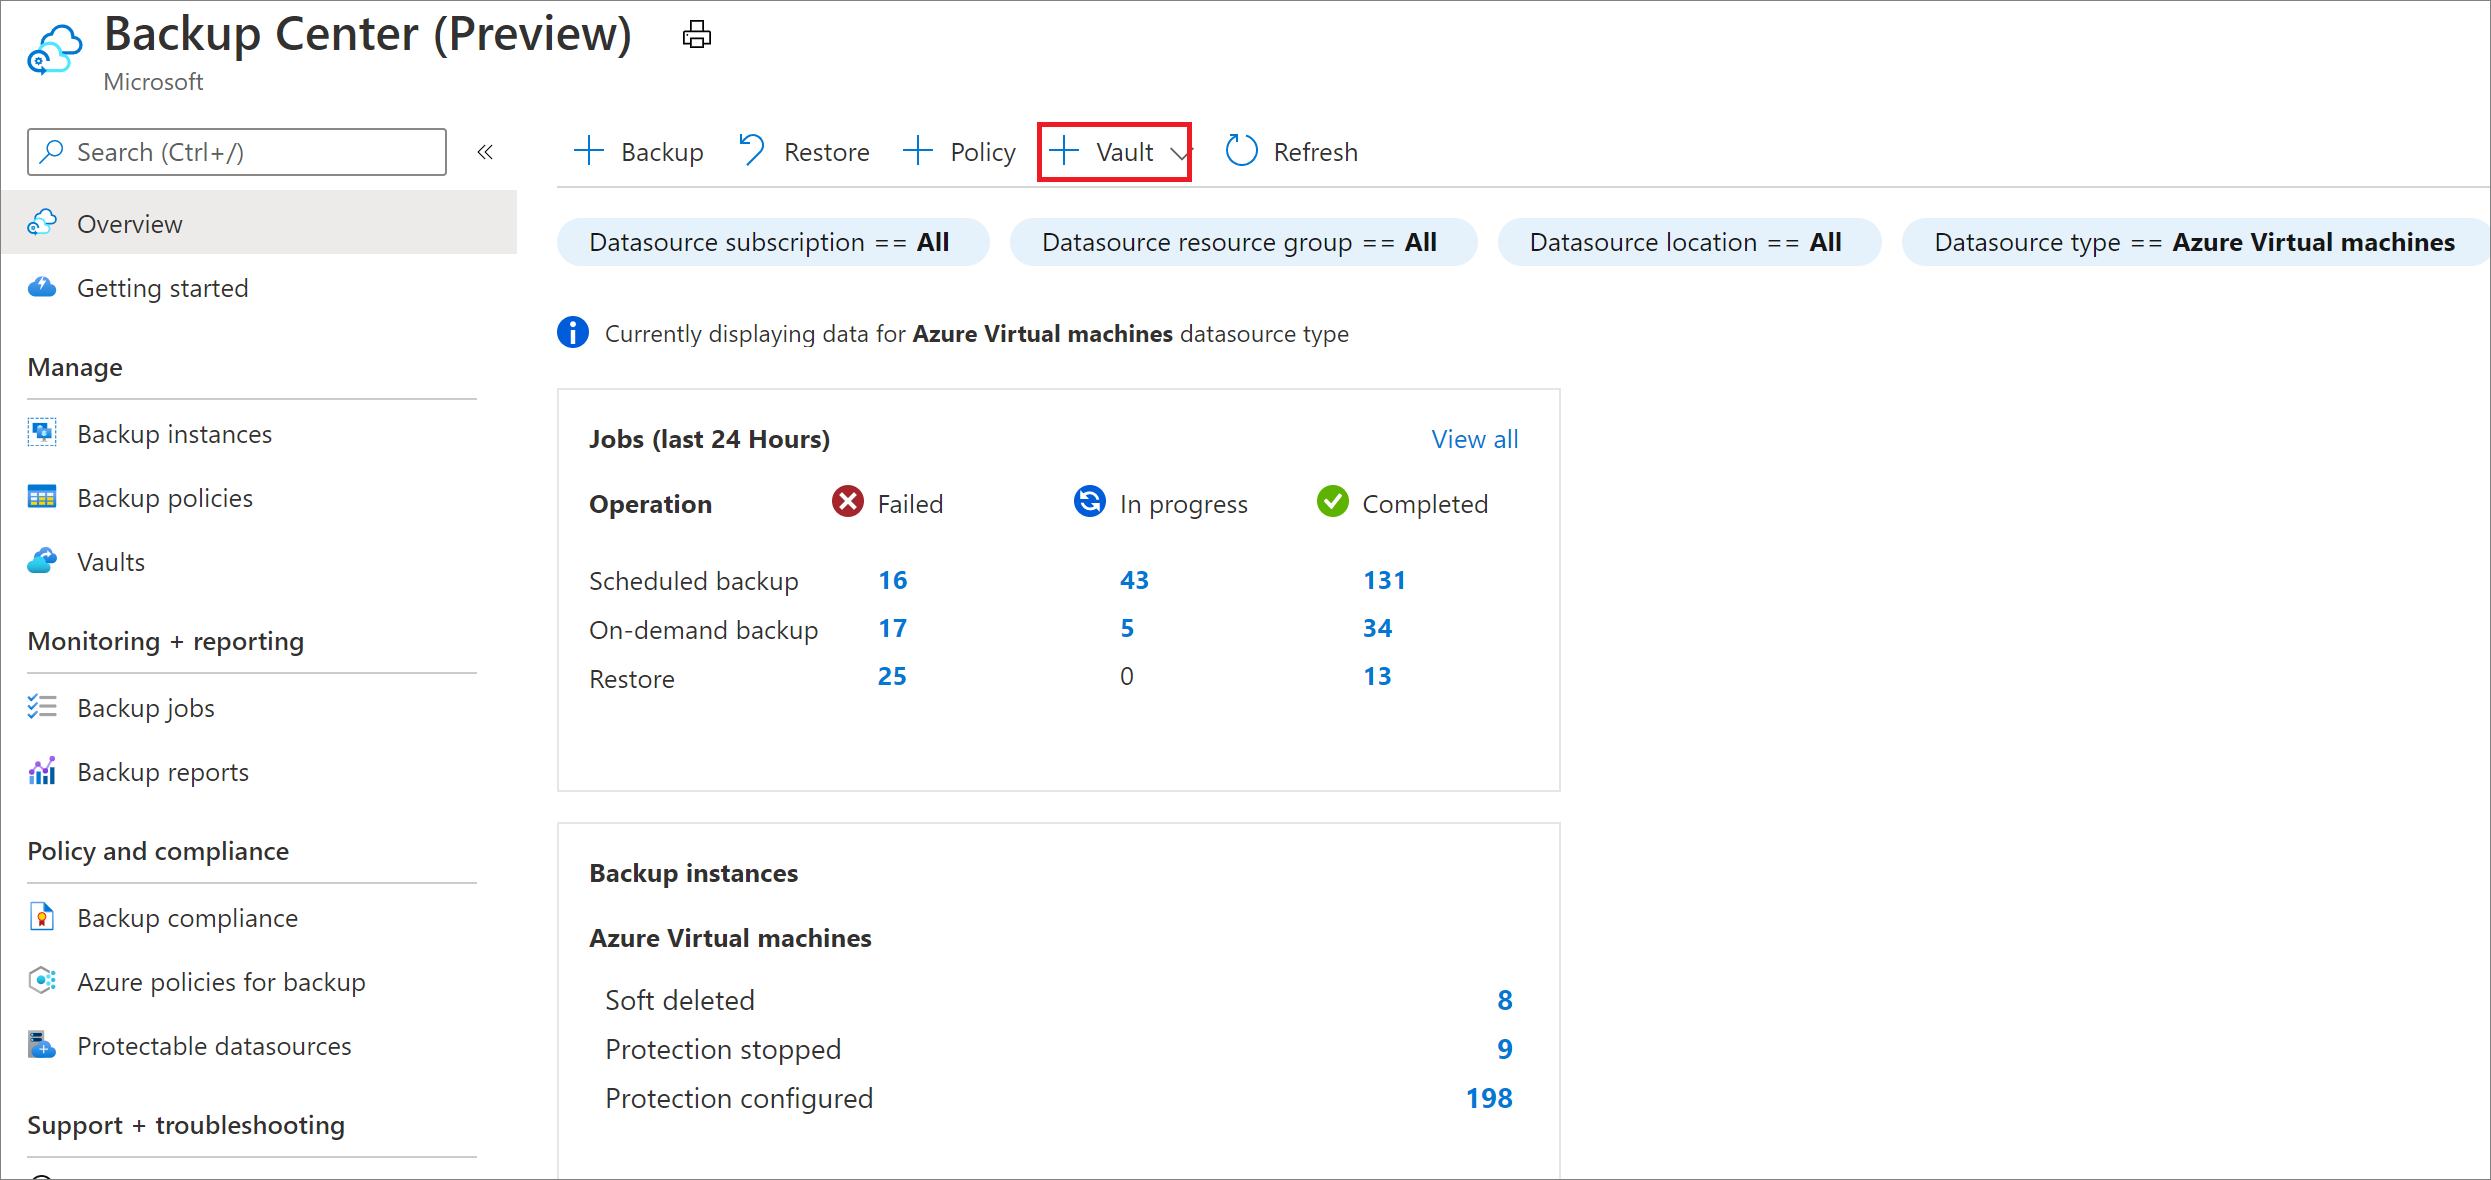 Backup Center (Preview)
Microsoft
Search (Ctrl+/)
«
Backup
Restore
Policy
Vault
Refresh
Overview
Getting started
Manage
Backup instances
Backup policies
Vaults
Monitoring + reporting
Backup jobs
Backup reports
Policy and compliance
Backup compliance
Azure policies for backup
Protectable datasources
Support + troubleshooting
Datasource subscription == All
Datasource resource group == All
Datasource location == All
Datasource type == Azure Virtual machines
Currently displaying data for Azure Virtual machines datasource type
Jobs (last 24 Hours)
View all
Operation Failed In progress Completed
Scheduled backup 16 43 131
On-demand backup 17 5 34
Restore 25 0 13
Backup instances
Azure Virtual machines
Soft deleted 8
Protection stopped 9
Protection configured 198